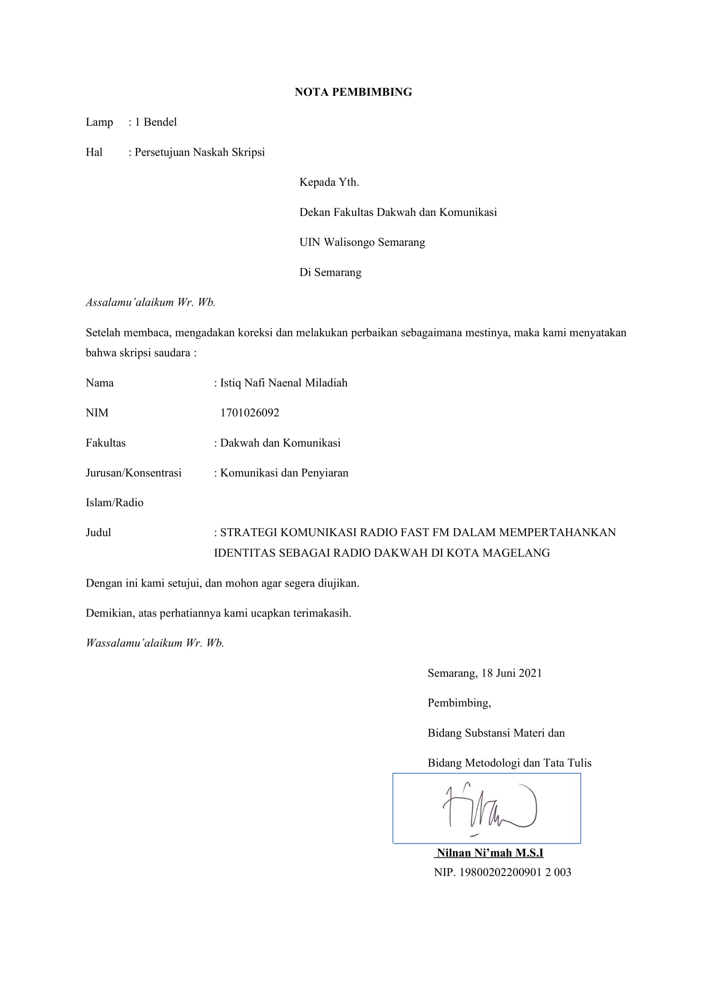 NOTA PEMBIMBING
Lamp : 1 Bendel
Hal : Persetujuan Naskah Skripsi
Kepada Yth.
Dekan Fakultas Dakwah dan Komunikasi
UIN Walisongo Semarang
Di Semarang
Assalamu’alaikum Wr. Wb.
Setelah membaca, mengadakan koreksi dan melakukan perbaikan sebagaimana mestinya, maka kami menyatakan
bahwa skripsi saudara :
Nama : Istiq Nafi Naenal Miladiah
NIM 1701026092
Fakultas : Dakwah dan Komunikasi
Jurusan/Konsentrasi : Komunikasi dan Penyiaran
Islam/Radio
Judul : STRATEGI KOMUNIKASI RADIO FAST FM DALAM MEMPERTAHANKAN
IDENTITAS SEBAGAI RADIO DAKWAH DI KOTA MAGELANG
Dengan ini kami setujui, dan mohon agar segera diujikan.
Demikian, atas perhatiannya kami ucapkan terimakasih.
Wassalamu’alaikum Wr. Wb.
Semarang, 18 Juni 2021
Pembimbing,
Bidang Substansi Materi dan
Bidang Metodologi dan Tata Tulis
Nilnan Ni’mah M.S.I
NIP. 19800202200901 2 003